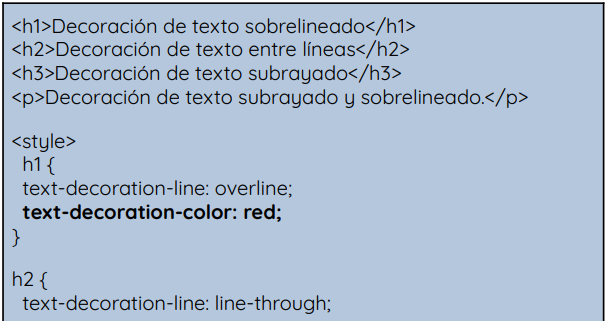 <h1>Decoración de texto sobrelineado</h1>
<h2>Decoración de texto entre líneas</h2>
<h3>Decoración de texto subrayado</h3>
<p>Decoración de texto subrayado y sobrelineado.</p>
<style>
h1 {
text-decoration-line: overline;
text-decoration-color: red;
}
h2 {
text-decoration-line: line-through;